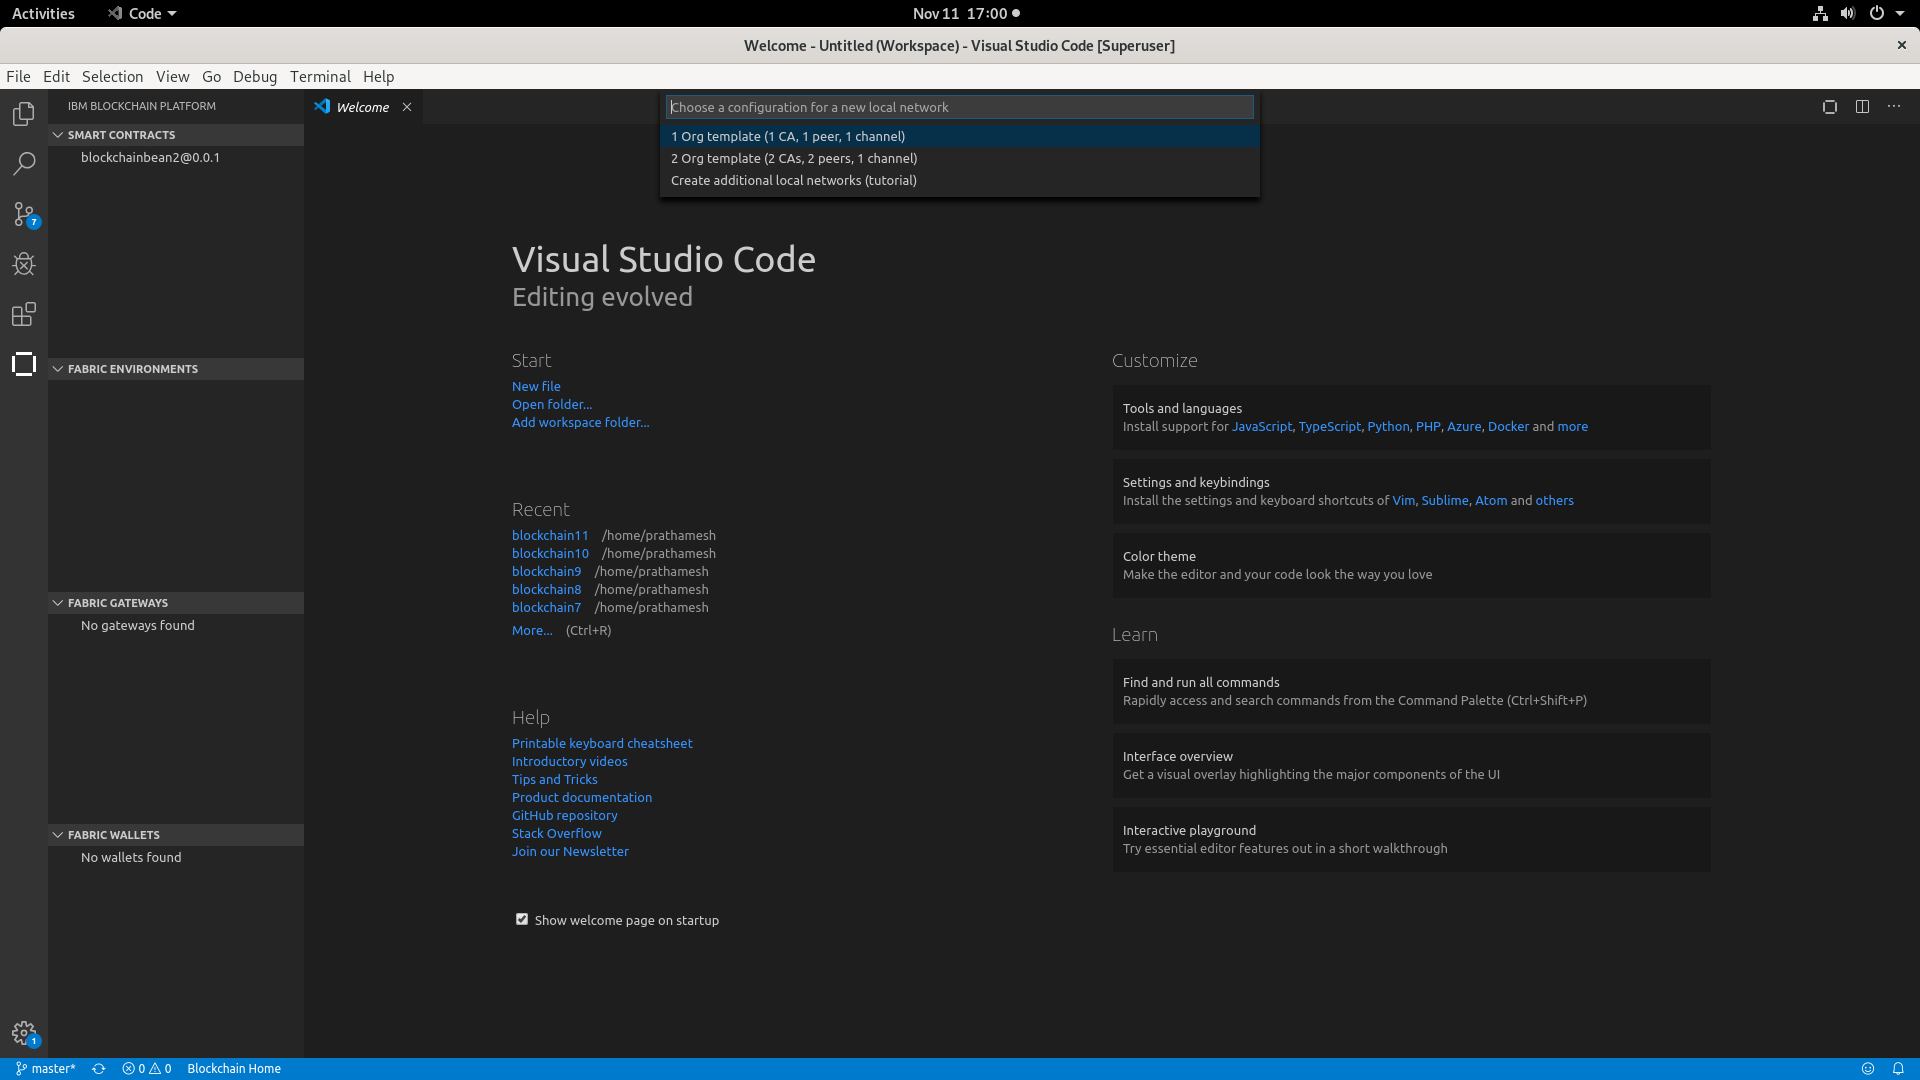 Activities
Code
Nov 11 17:00
Welcome - Untitled (Workspace) - Visual Studio Code [Superuser]
File Edit Selection View Go Debug Terminal Help
IBM BLOCKCHAIN PLATFORM
SMART CONTRACTS
blockchainbean2@0.0.1
7
FABRIC ENVIRONMENTS
FABRIC GATEWAYS
No gateways found
FABRIC WALLETS
No wallets found
1
Welcome
Choose a configuration for a new local network
1 Org template (1 CA, 1 peer, 1 channel)
2 Org template (2 CAs, 2 peers, 1 channel)
Create additional local networks (tutorial)
Visual Studio Code
Editing evolved
Start
New file
Open folder...
Add workspace folder...
Recent
blockchain11 /home/prathamesh
blockchain10 /home/prathamesh
blockchain9 /home/prathamesh
blockchain8 /home/prathamesh
blockchain7 /home/prathamesh
More... (Ctrl+R)
Help
Printable keyboard cheatsheet
Introductory videos
Tips and Tricks
Product documentation
GitHub repository
Stack Overflow
Join our Newsletter
Show welcome page on startup
Customize
Tools and languages
Install support for JavaScript, TypeScript, Python, PHP, Azure, Docker and more
Settings and keybindings
Install the settings and keyboard shortcuts of Vim, Sublime, Atom and others
Color theme
Make the editor and your code look the way you love
Learn
Find and run all commands
Rapidly access and search commands from the Command Palette (Ctrl+Shift+P)
Interface overview
Get a visual overlay highlighting the major components of the UI
Interactive playground
Try essential editor features out in a short walkthrough
master* 0 0 Blockchain Home